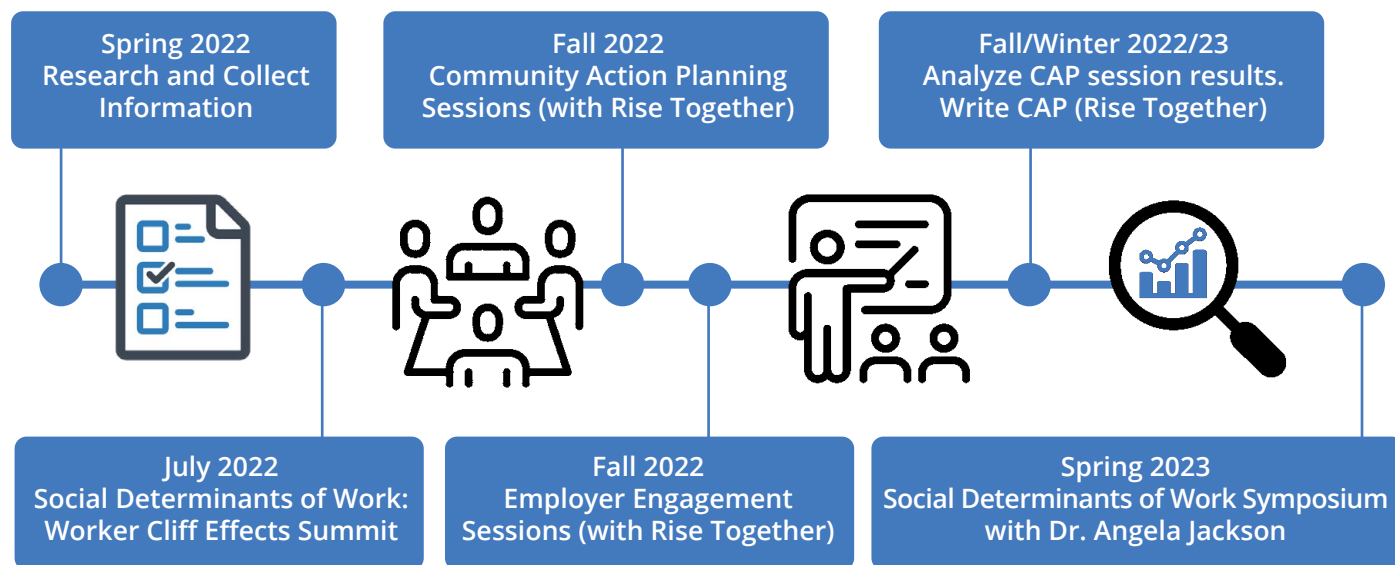 Spring 2022
Research and Collect
Information
Fall 2022
Community Action Planning
Sessions (with Rise Together)
Fall/Winter 2022/23
Analyze CAP session results.
Write CAP (Rise Together)
July 2022
Social Determinants of Work:
Worker Cliff Effects Summit
Fall 2022
Employer Engagement
Sessions (with Rise Together)
Spring 2023
Social Determinants of Work Symposium
with Dr. Angela Jackson